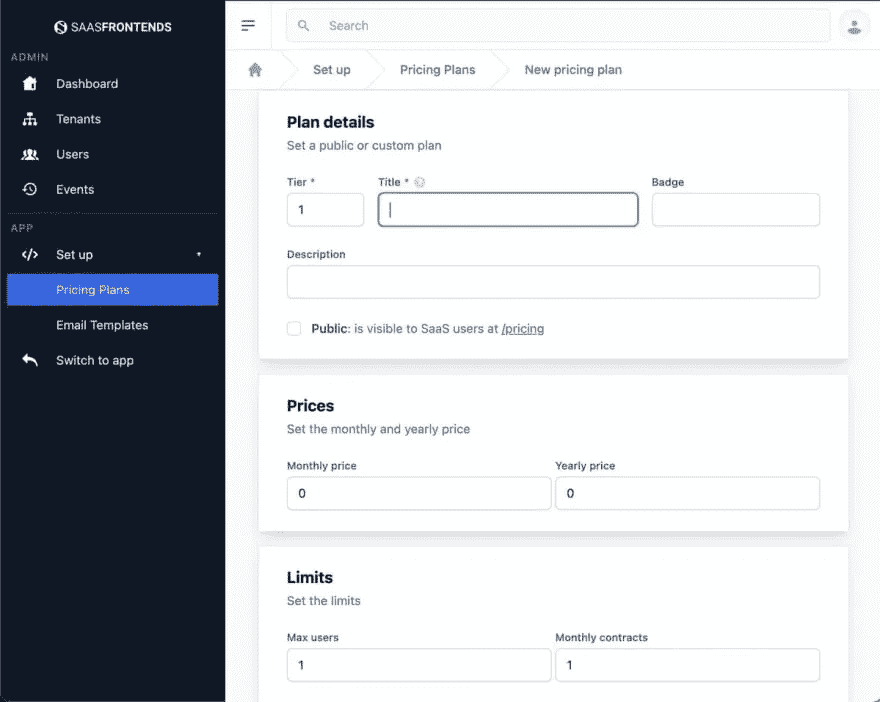 SAASFRONTENDS
ADMIN
Dashboard
Tenants
Users
Events
APP
Set up
Pricing Plans
Email Templates
Switch to app
Search
Set up
Pricing Plans
New pricing plan
Plan details
Set a public or custom plan
Tier * Title * Badge
1
Description
Public: is visible to SaaS users at /pricing
Prices
Set the monthly and yearly price
Monthly price Yearly price
0 0
Limits
Set the limits
Max users Monthly contracts
1 1